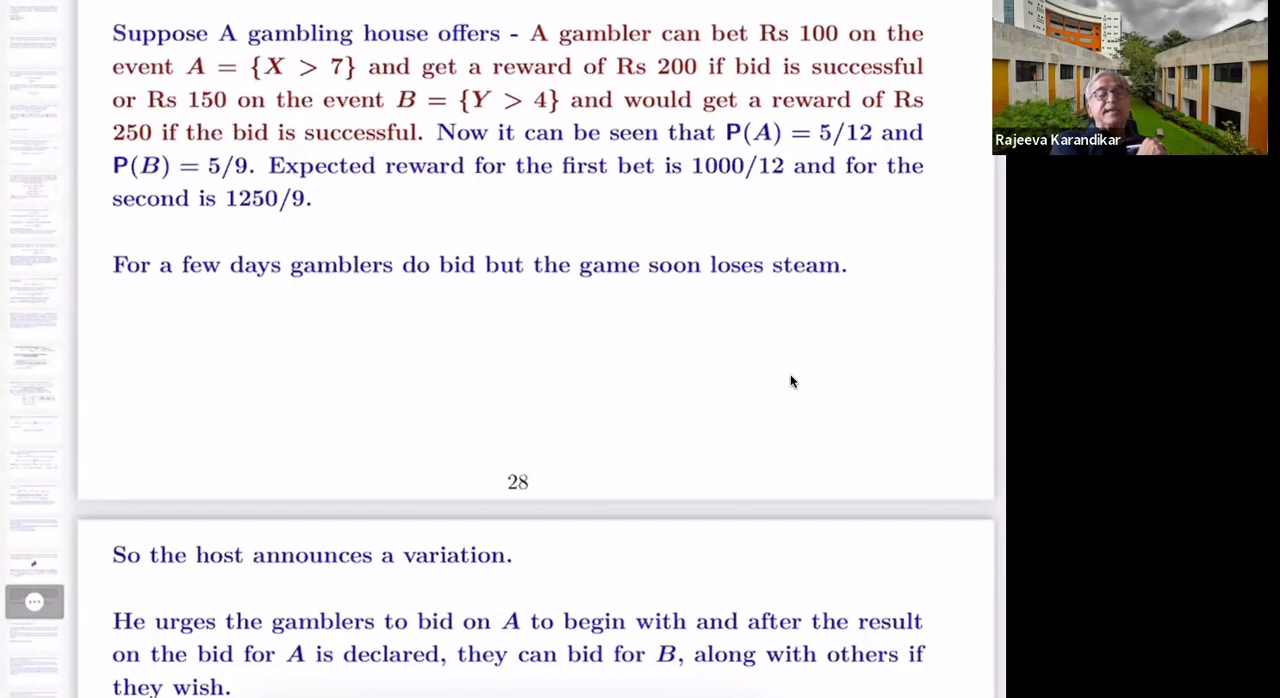 Suppose A gambling house offers - A gambler can bet Rs 100 on the
event A = {X > 7} and get a reward of Rs 200 if bid is successful
or Rs 150 on the event B = {Y > 4} and would get a reward of Rs
250 if the bid is successful. Now it can be seen that P(A) = 5/12 and
P(B) = 5/9. Expected reward for the first bet is 1000/12 and for the
second is 1250/9.
For a few days gamblers do bid but the game soon loses steam.
28
So the host announces a variation.
He urges the gamblers to bid on A to begin with and after the result
on the bid for A is declared, they can bid for B, along with others if
they wish.
Rajeeva Karandikar